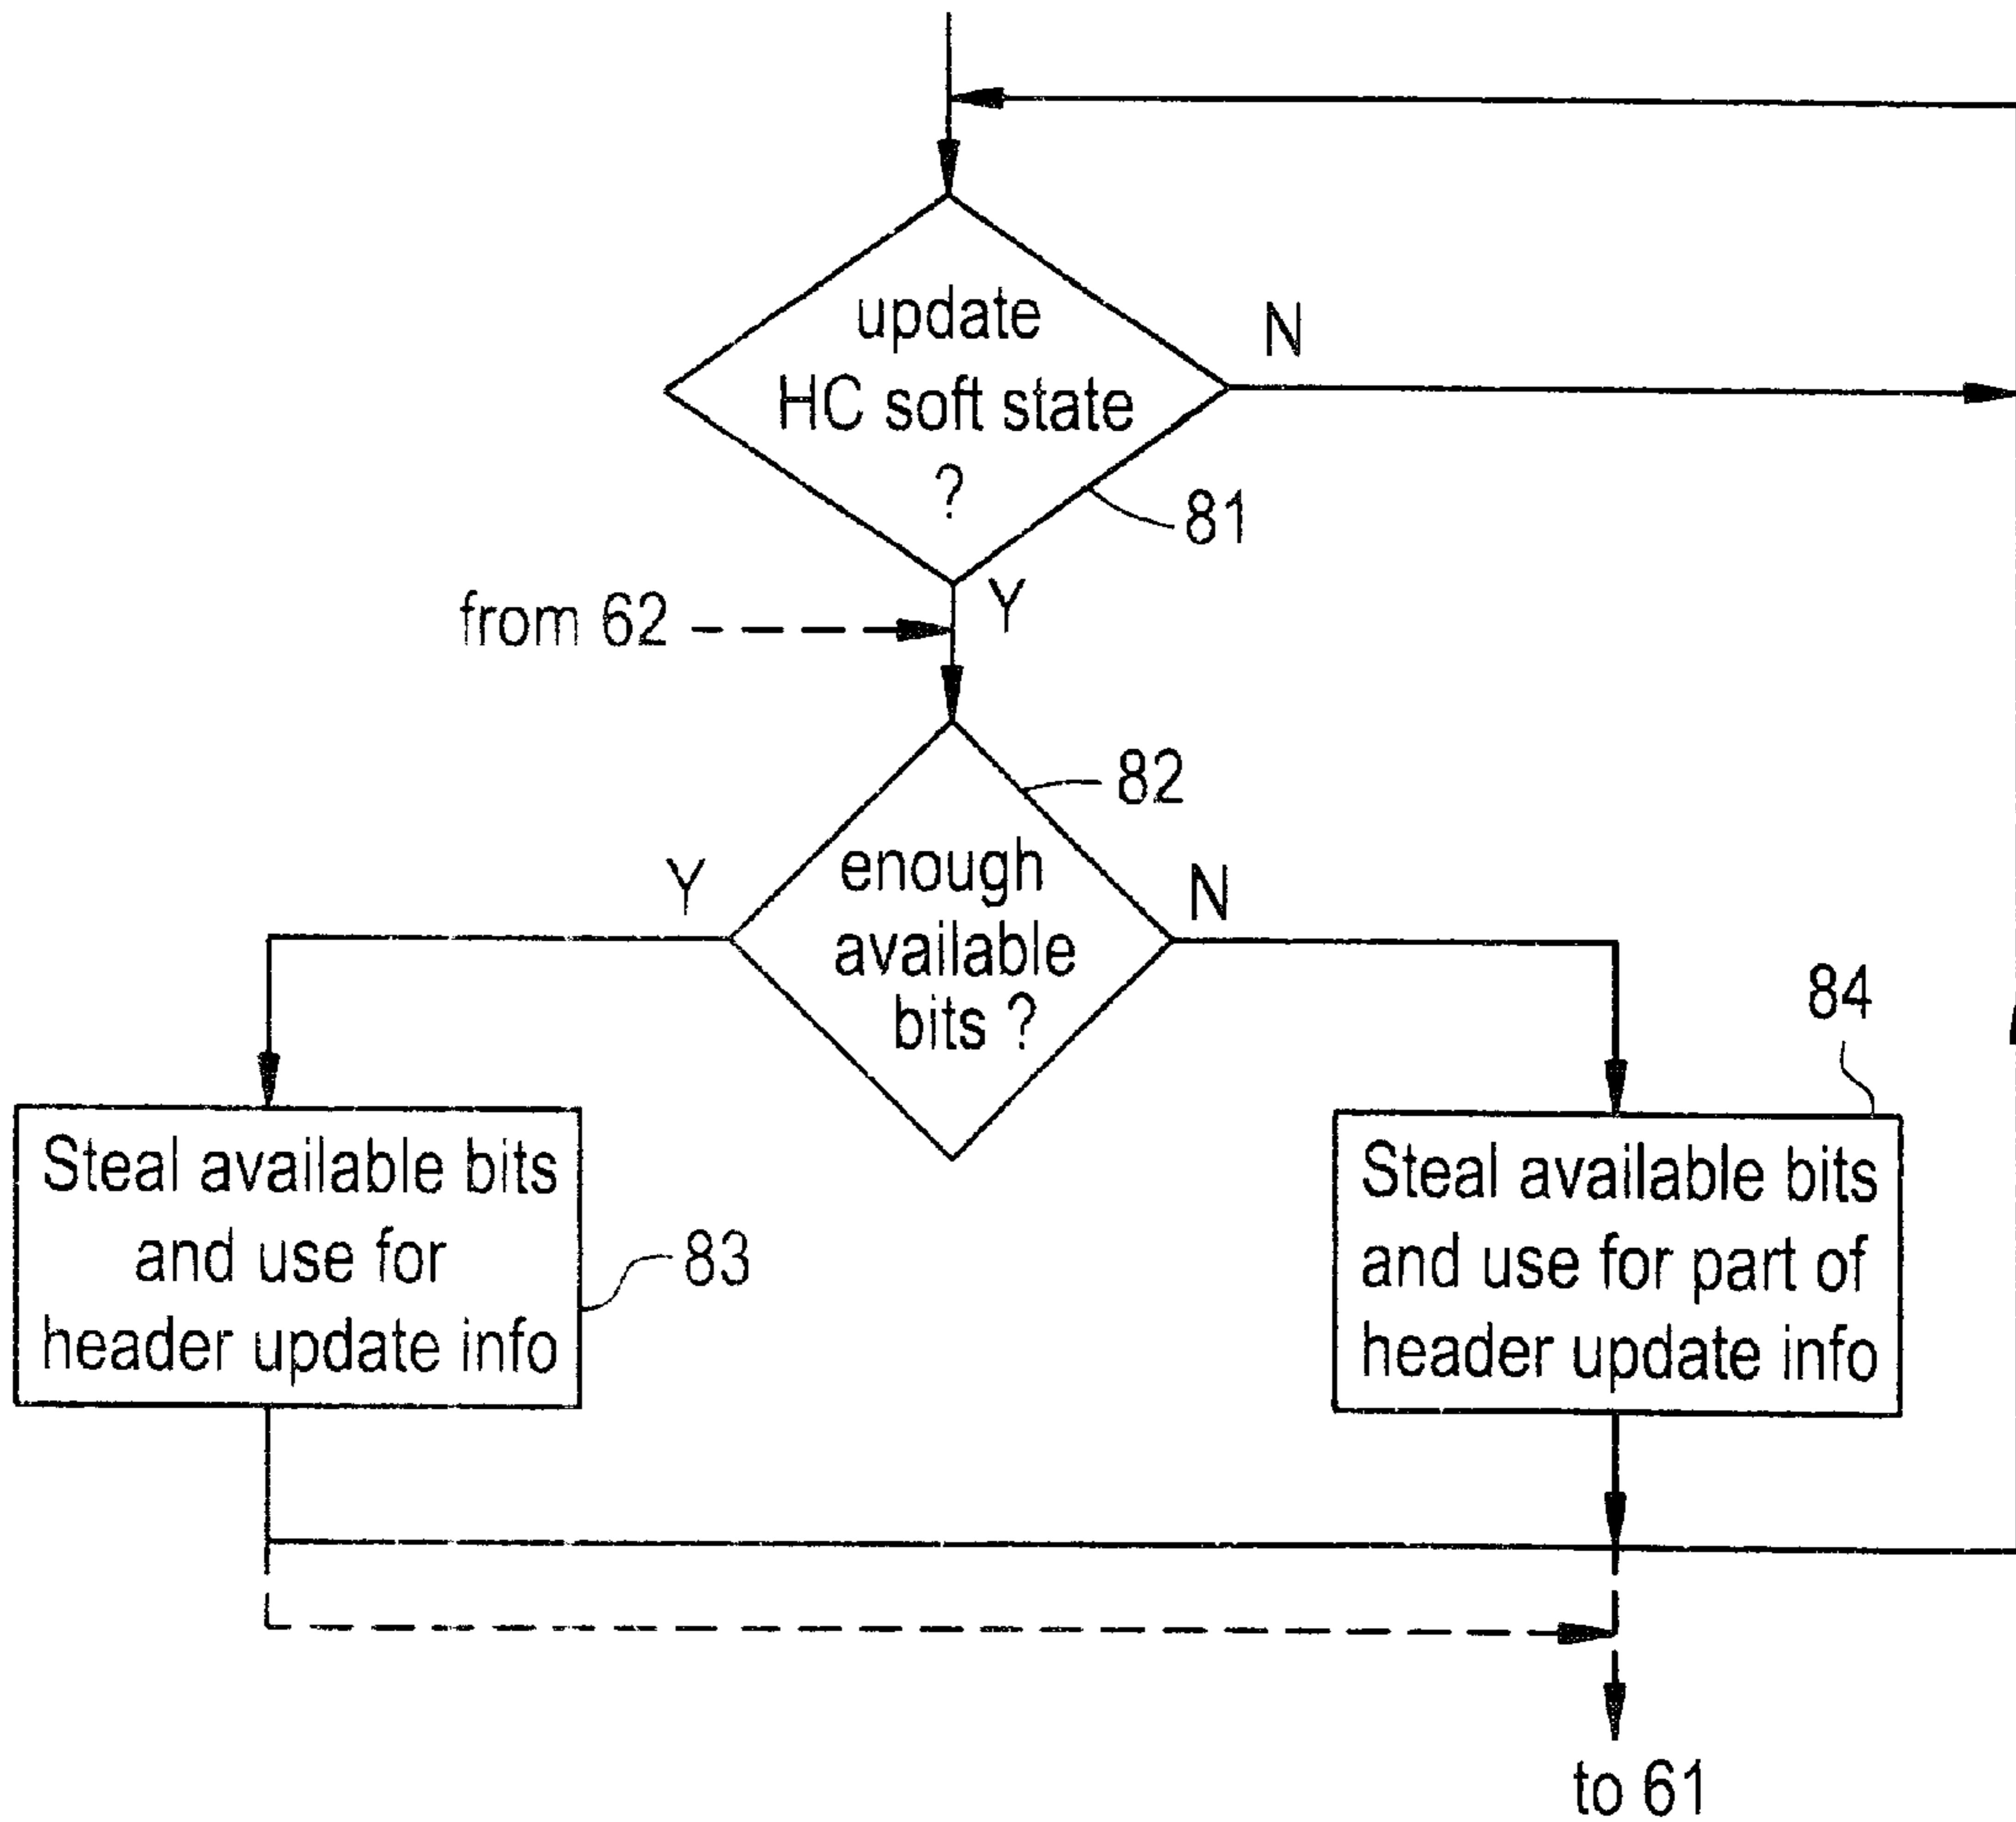 update
HC soft state
?
N
81
Y
from 62
82
enough
available
bits ?
Y
N
84
Steal available bits
and use for
header update info
83
Steal available bits
and use for part of
header update info
to 61